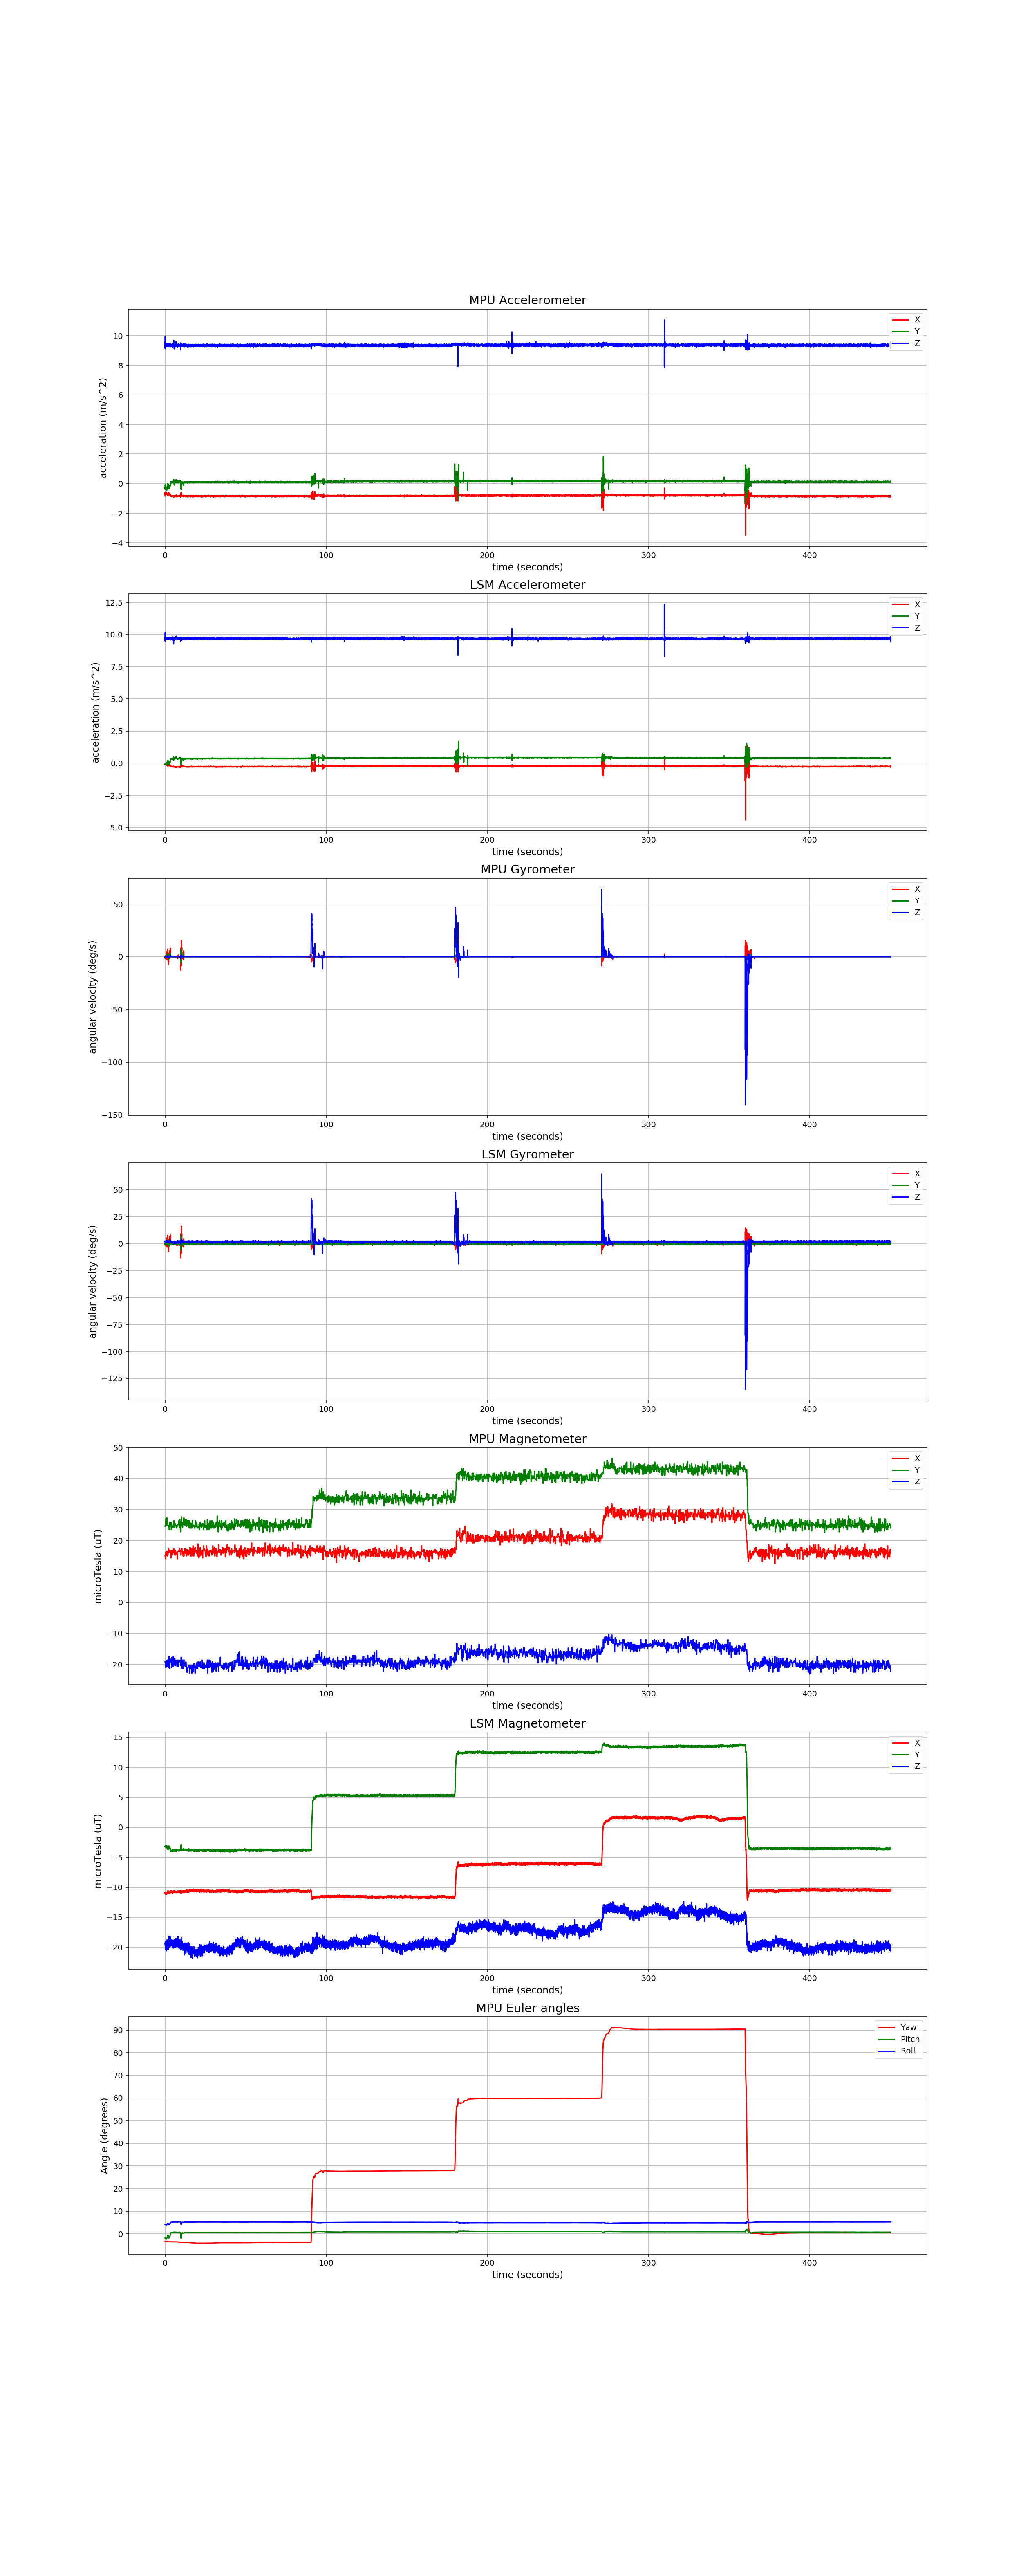 MPU Accelerometer
X
Y
Z
10
8
6
4
2
0
−2
−4
acceleration (m/s^2)
0 100 200 300 400
time (seconds)
LSM Accelerometer
X
Y
Z
12.5
10.0
7.5
5.0
2.5
0.0
−2.5
−5.0
acceleration (m/s^2)
0 100 200 300 400
time (seconds)
MPU Gyrometer
X
Y
Z
50
0
−50
−100
−150
angular velocity (deg/s)
0 100 200 300 400
time (seconds)
LSM Gyrometer
X
Y
Z
50
25
0
−25
−50
−75
−100
−125
angular velocity (deg/s)
0 100 200 300 400
time (seconds)
MPU Magnetometer
X
Y
Z
50
40
30
20
10
0
−10
−20
microTesla (uT)
0 100 200 300 400
time (seconds)
LSM Magnetometer
X
Y
Z
15
10
5
0
−5
−10
−15
−20
microTesla (uT)
0 100 200 300 400
time (seconds)
MPU Euler angles
Yaw
Pitch
Roll
90
80
70
60
50
40
30
20
10
0
Angle (degrees)
0 100 200 300 400
time (seconds)